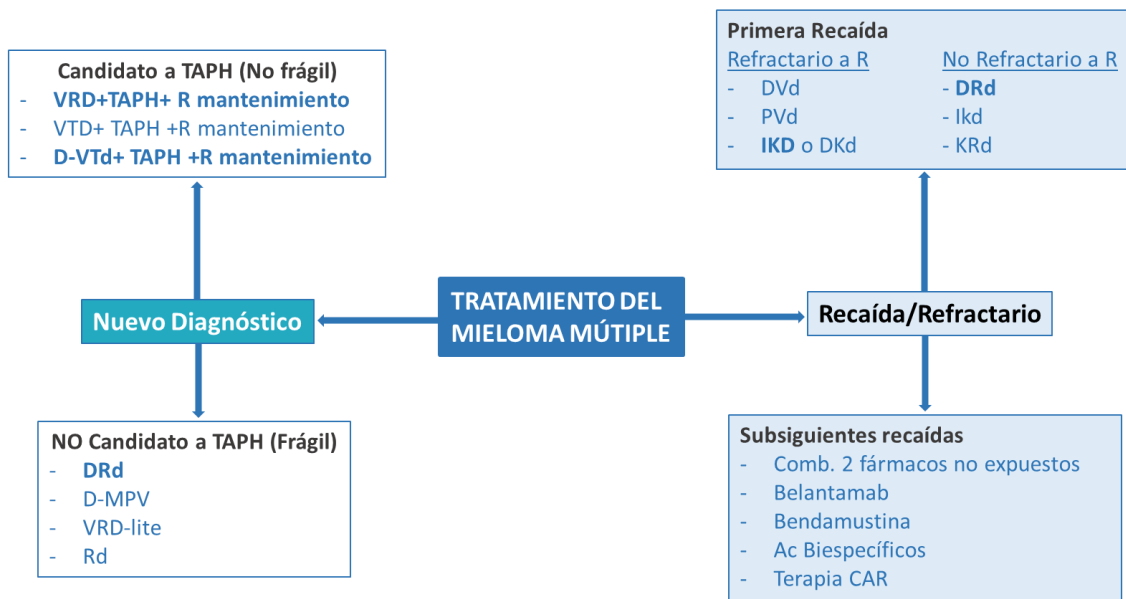 Candidato a TAPH (No frágil)
- VRD+TAPH+ R mantenimiento
- VTD+ TAPH +R mantenimiento
- D-VTd+ TAPH +R mantenimiento
Primera Recaída
Refractario a R
- DVd
- PVd
- IKD o DKd
No Refractario a R
- DRd
- Ikd
- KRd
Nuevo Diagnóstico
TRATAMIENTO DEL
MIELOMA MÚTIPLE
Recaída/Refractario
NO Candidato a TAPH (Frágil)
- DRd
- D-MPV
- VRD-lite
- Rd
Subsiguientes recaídas
- Comb. 2 fármacos no expuestos
- Belantamab
- Bendamustina
- Ac Biespecíficos
- Terapia CAR